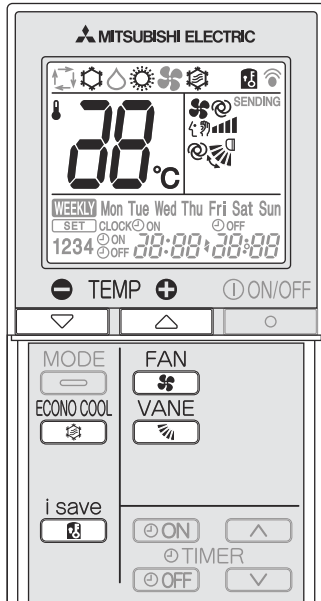 MITSUBISHI ELECTRIC
SENDING
88°C
WEEKLY Mon Tue Wed Thu Fri Sat Sun
SET CLOCK ON OFF
1234 ON OFF 88:88 88:88
TEMP ON/OFF
MODE FAN
ECONO COOL VANE
i save
ON
TIMER
OFF